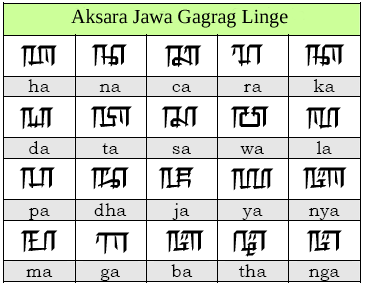 Aksara Jawa Gagrag Linge
ꦲ ꦤ ꦕ ꦫ ꦏ
ha na ca ra ka
ꦢ ꦠ ꦱ ꦮ ꦭ
da ta sa wa la
ꦥ ꦝ ꦗ ꦪ ꦚ
pa dha ja ya nya
ꦩ ꦒ ꦧ ꦛ ꦔ
ma ga ba tha nga